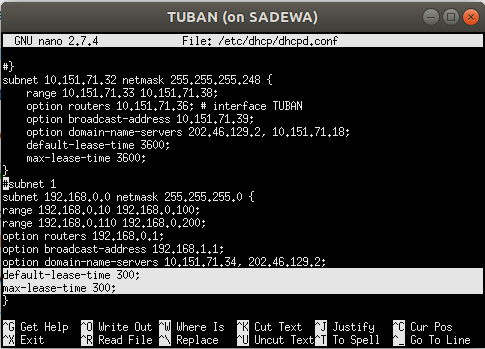 TUBAN (on SADEWA)
GNU nano 2.7.4 File: /etc/dhcp/dhcpd.conf
#}
subnet 10.151.71.32 netmask 255.255.255.248 {
range 10.151.71.33 10.151.71.38;
option routers 10.151.71.36; # interface TUBAN
option broadcast-address 10.151.71.39;
option domain-name-servers 202.46.129.2, 10.151.71.18;
default-lease-time 3600;
max-lease-time 3600;
}
#subnet 1
subnet 192.168.0.0 netmask 255.255.255.0 {
range 192.168.0.10 192.168.0.100;
range 192.168.0.110 192.168.0.200;
option routers 192.168.0.1;
option broadcast-address 192.168.1.1;
option domain-name-servers 10.151.71.34, 202.46.129.2;
default-lease-time 300;
max-lease-time 300;
}
^G Get Help ^O Write Out ^W Where Is ^K Cut Text ^J Justify ^C Cur Pos
^X Exit ^R Read File ^\ Replace ^U Uncut Text ^T To Spell ^_ Go To Line